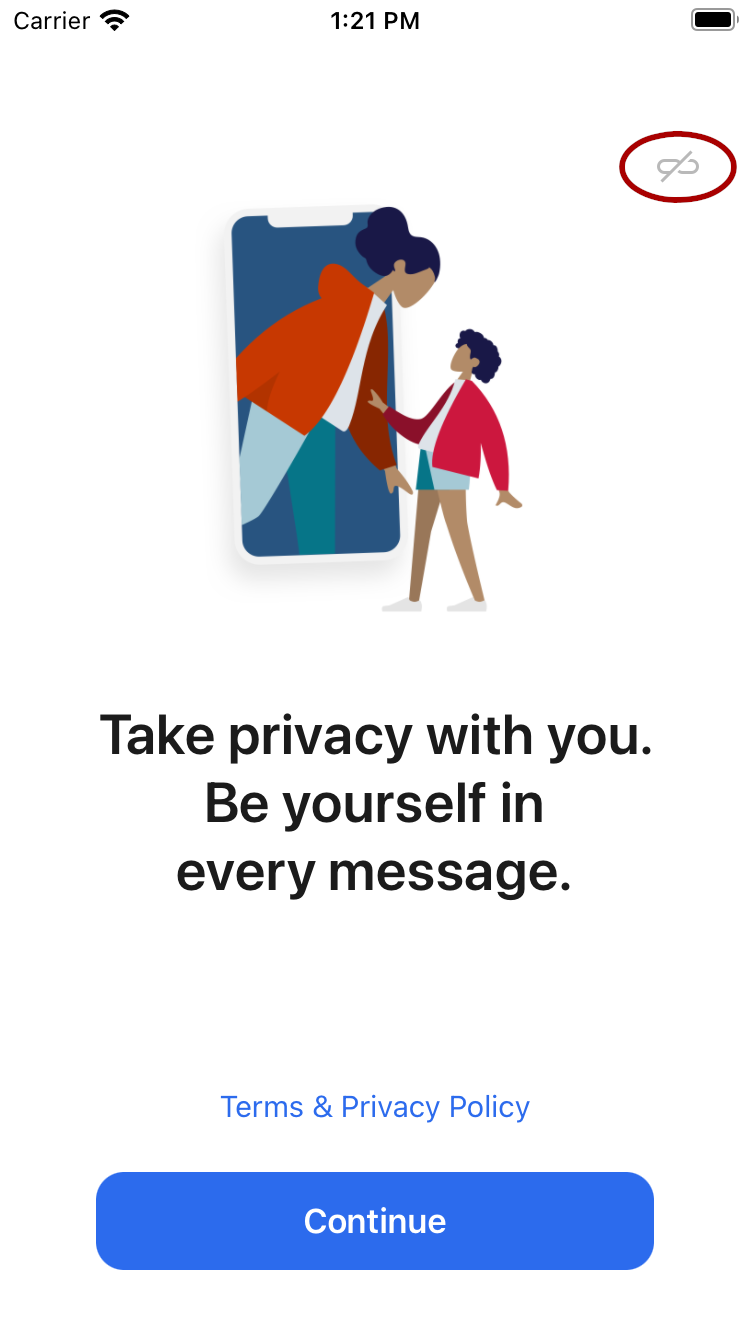 Carrier 1:21 PM
Take privacy with you.
Be yourself in
every message.
Terms & Privacy Policy
Continue